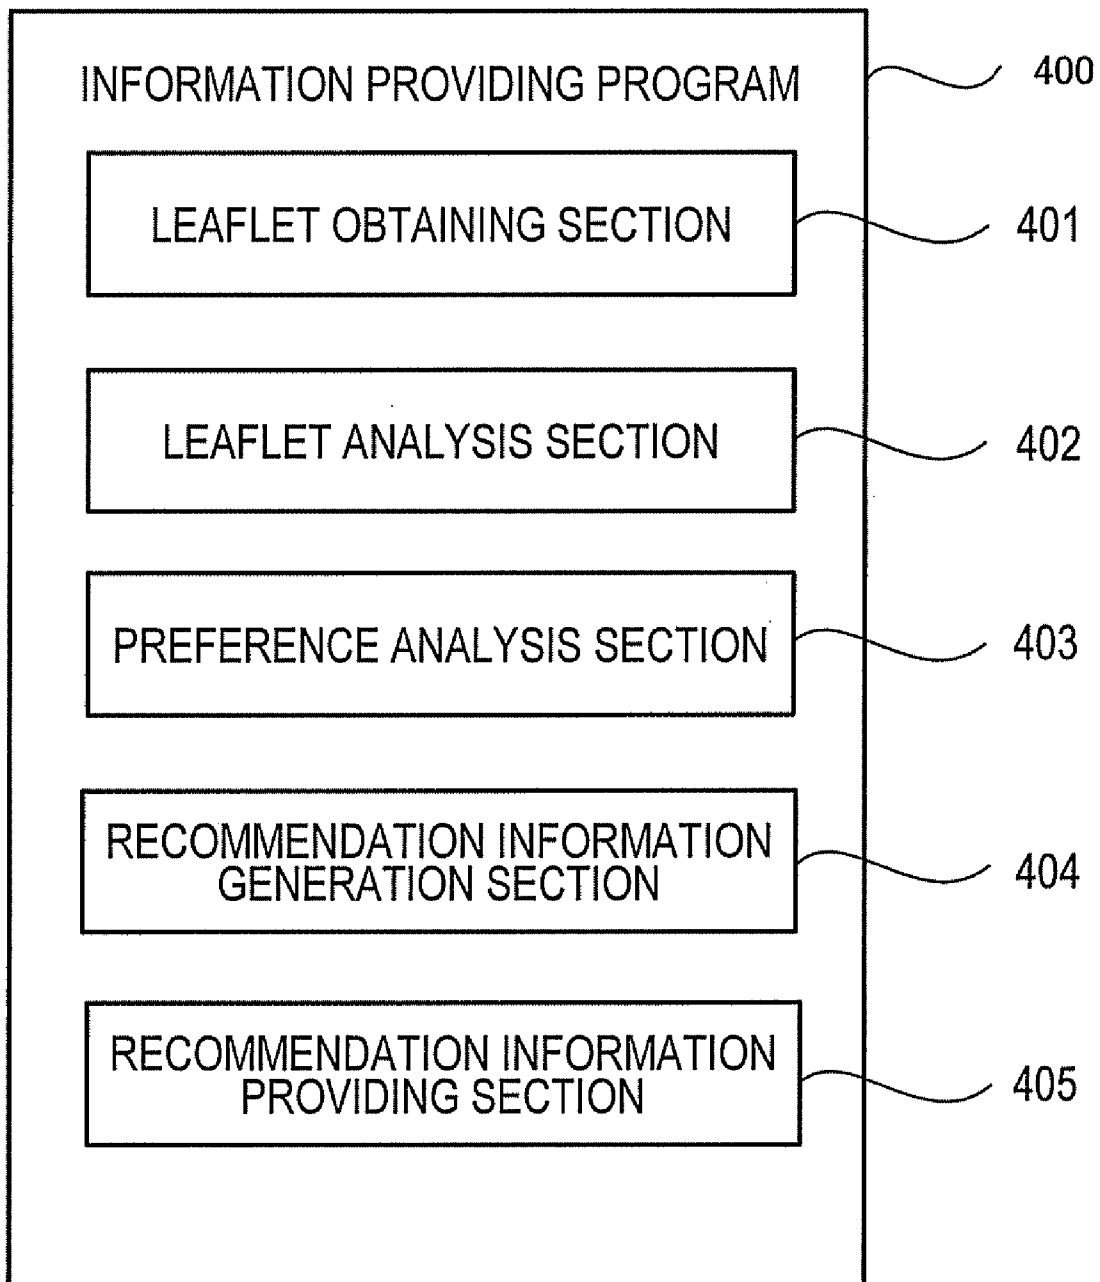 INFORMATION PROVIDING PROGRAM
400
LEAFLET OBTAINING SECTION
401
LEAFLET ANALYSIS SECTION
402
PREFERENCE ANALYSIS SECTION
403
RECOMMENDATION INFORMATION
GENERATION SECTION
404
RECOMMENDATION INFORMATION
PROVIDING SECTION
405